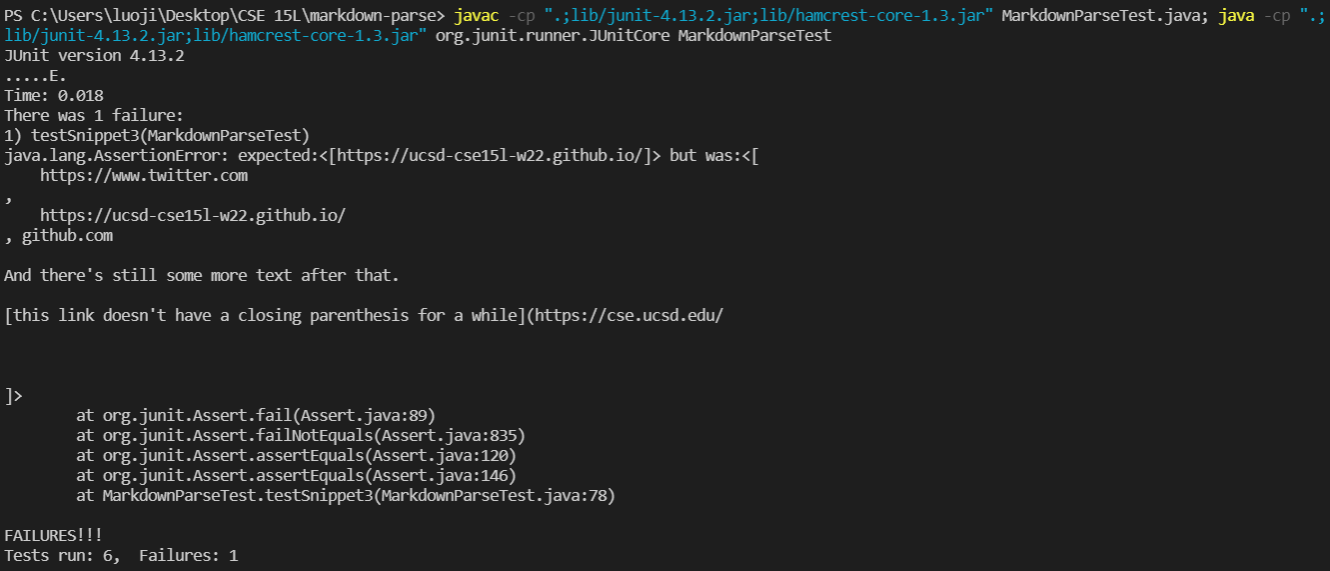 PS C:\Users\luoji\Desktop\CSE 15L\markdown-parse> javac -cp ".;lib/junit-4.13.2.jar;lib/hamcrest-core-1.3.jar" MarkdownParseTest.java; java -cp ".;
lib/junit-4.13.2.jar;lib/hamcrest-core-1.3.jar" org.junit.runner.JUnitCore MarkdownParseTest
JUnit version 4.13.2
.....E.
Time: 0.018
There was 1 failure:
1) testSnippet3(MarkdownParseTest)
java.lang.AssertionError: expected:<[https://ucsd-cse15l-w22.github.io/]> but was:<[
    https://www.twitter.com
,
    https://ucsd-cse15l-w22.github.io/
, github.com

And there's still some more text after that.

[this link doesn't have a closing parenthesis for a while](https://cse.ucsd.edu/



]>
        at org.junit.Assert.fail(Assert.java:89)
        at org.junit.Assert.failNotEquals(Assert.java:835)
        at org.junit.Assert.assertEquals(Assert.java:120)
        at org.junit.Assert.assertEquals(Assert.java:146)
        at MarkdownParseTest.testSnippet3(MarkdownParseTest.java:78)

FAILURES!!!
Tests run: 6,  Failures: 1